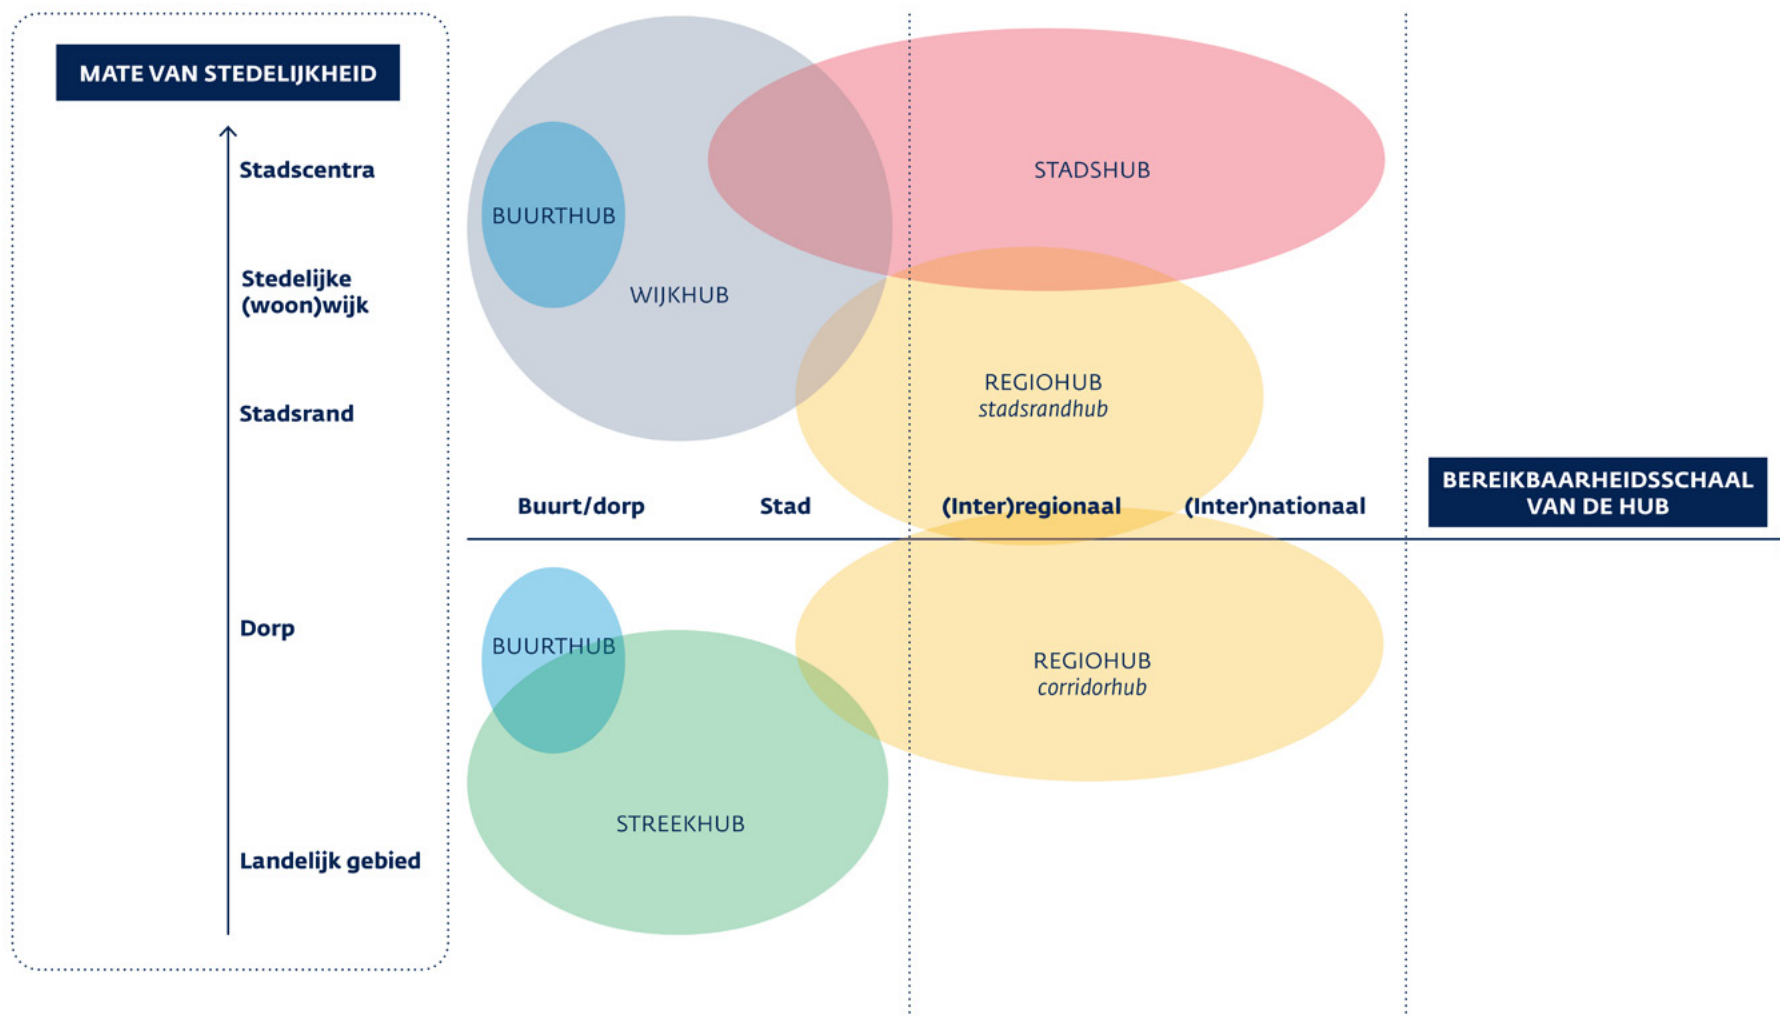 MATE VAN STEDELIJKHEID
Stadscentra
Stedelijke
(woon)wijk
Stadsrand
Dorp
Landelijk gebied
BUURTHUB
WIJKHUB
STADSHUB
REGIOHUB
stadsrandhub
Buurt/dorp
Stad
(Inter)regionaal
(Inter)nationaal
BEREIKBAARHEIDSSCHAAL
VAN DE HUB
BUURTHUB
REGIOHUB
corridorhub
STREEKHUB